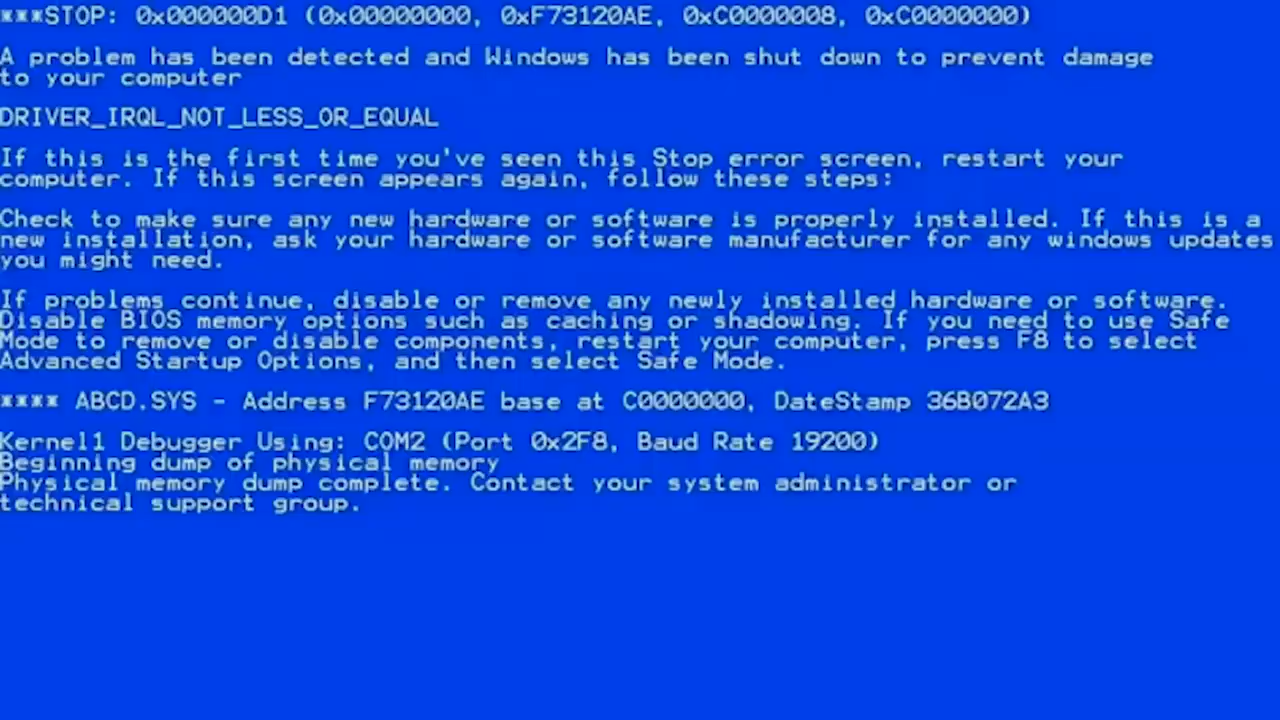 ***STOP: 0x000000D1 (0x00000000, 0xF73120AE, 0xC0000008, 0xC0000000)
A problem has been detected and Windows has been shut down to prevent damage
to your computer
DRIVER_IRQL_NOT_LESS_OR_EQUAL
If this is the first time you've seen this Stop error screen, restart your
computer. If this screen appears again, follow these steps:
Check to make sure any new hardware or software is properly installed. If this is a
new installation, ask your hardware or software manufacturer for any windows updates
you might need.
If problems continue, disable or remove any newly installed hardware or software.
Disable BIOS memory options such as caching or shadowing. If you need to use Safe
Mode to remove or disable components, restart your computer, press F8 to select
Advanced Startup Options, and then select Safe Mode.
**** ABCD.SYS - Address F73120AE base at C0000000, DateStamp 36B072A3
Kernel1 Debugger Using: COM2 (Port 0x2F8, Baud Rate 19200)
Beginning dump of physical memory
Physical memory dump complete. Contact your system administrator or
technical support group.